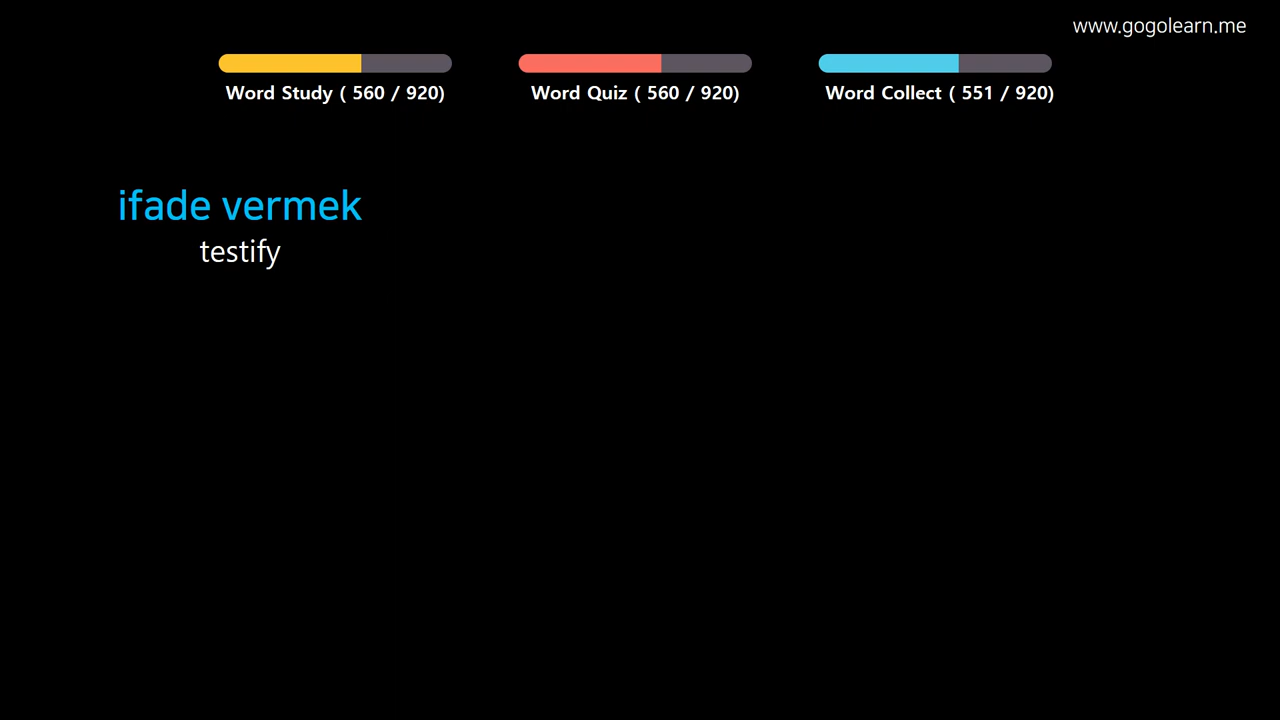 www.gogolearn.me
Word Study ( 560 / 920)
Word Quiz ( 560 / 920)
Word Collect ( 551 / 920)
ifade vermek
testify